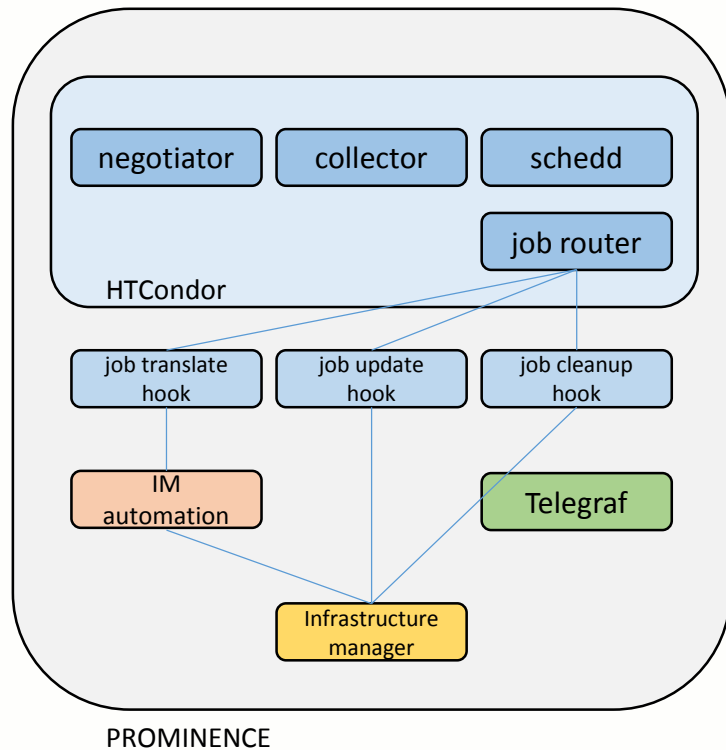 negotiator
collector
schedd
job router
HTCondor
job translate
hook
job update
hook
job cleanup
hook
IM
automation
Telegraf
Infrastructure
manager
PROMINENCE